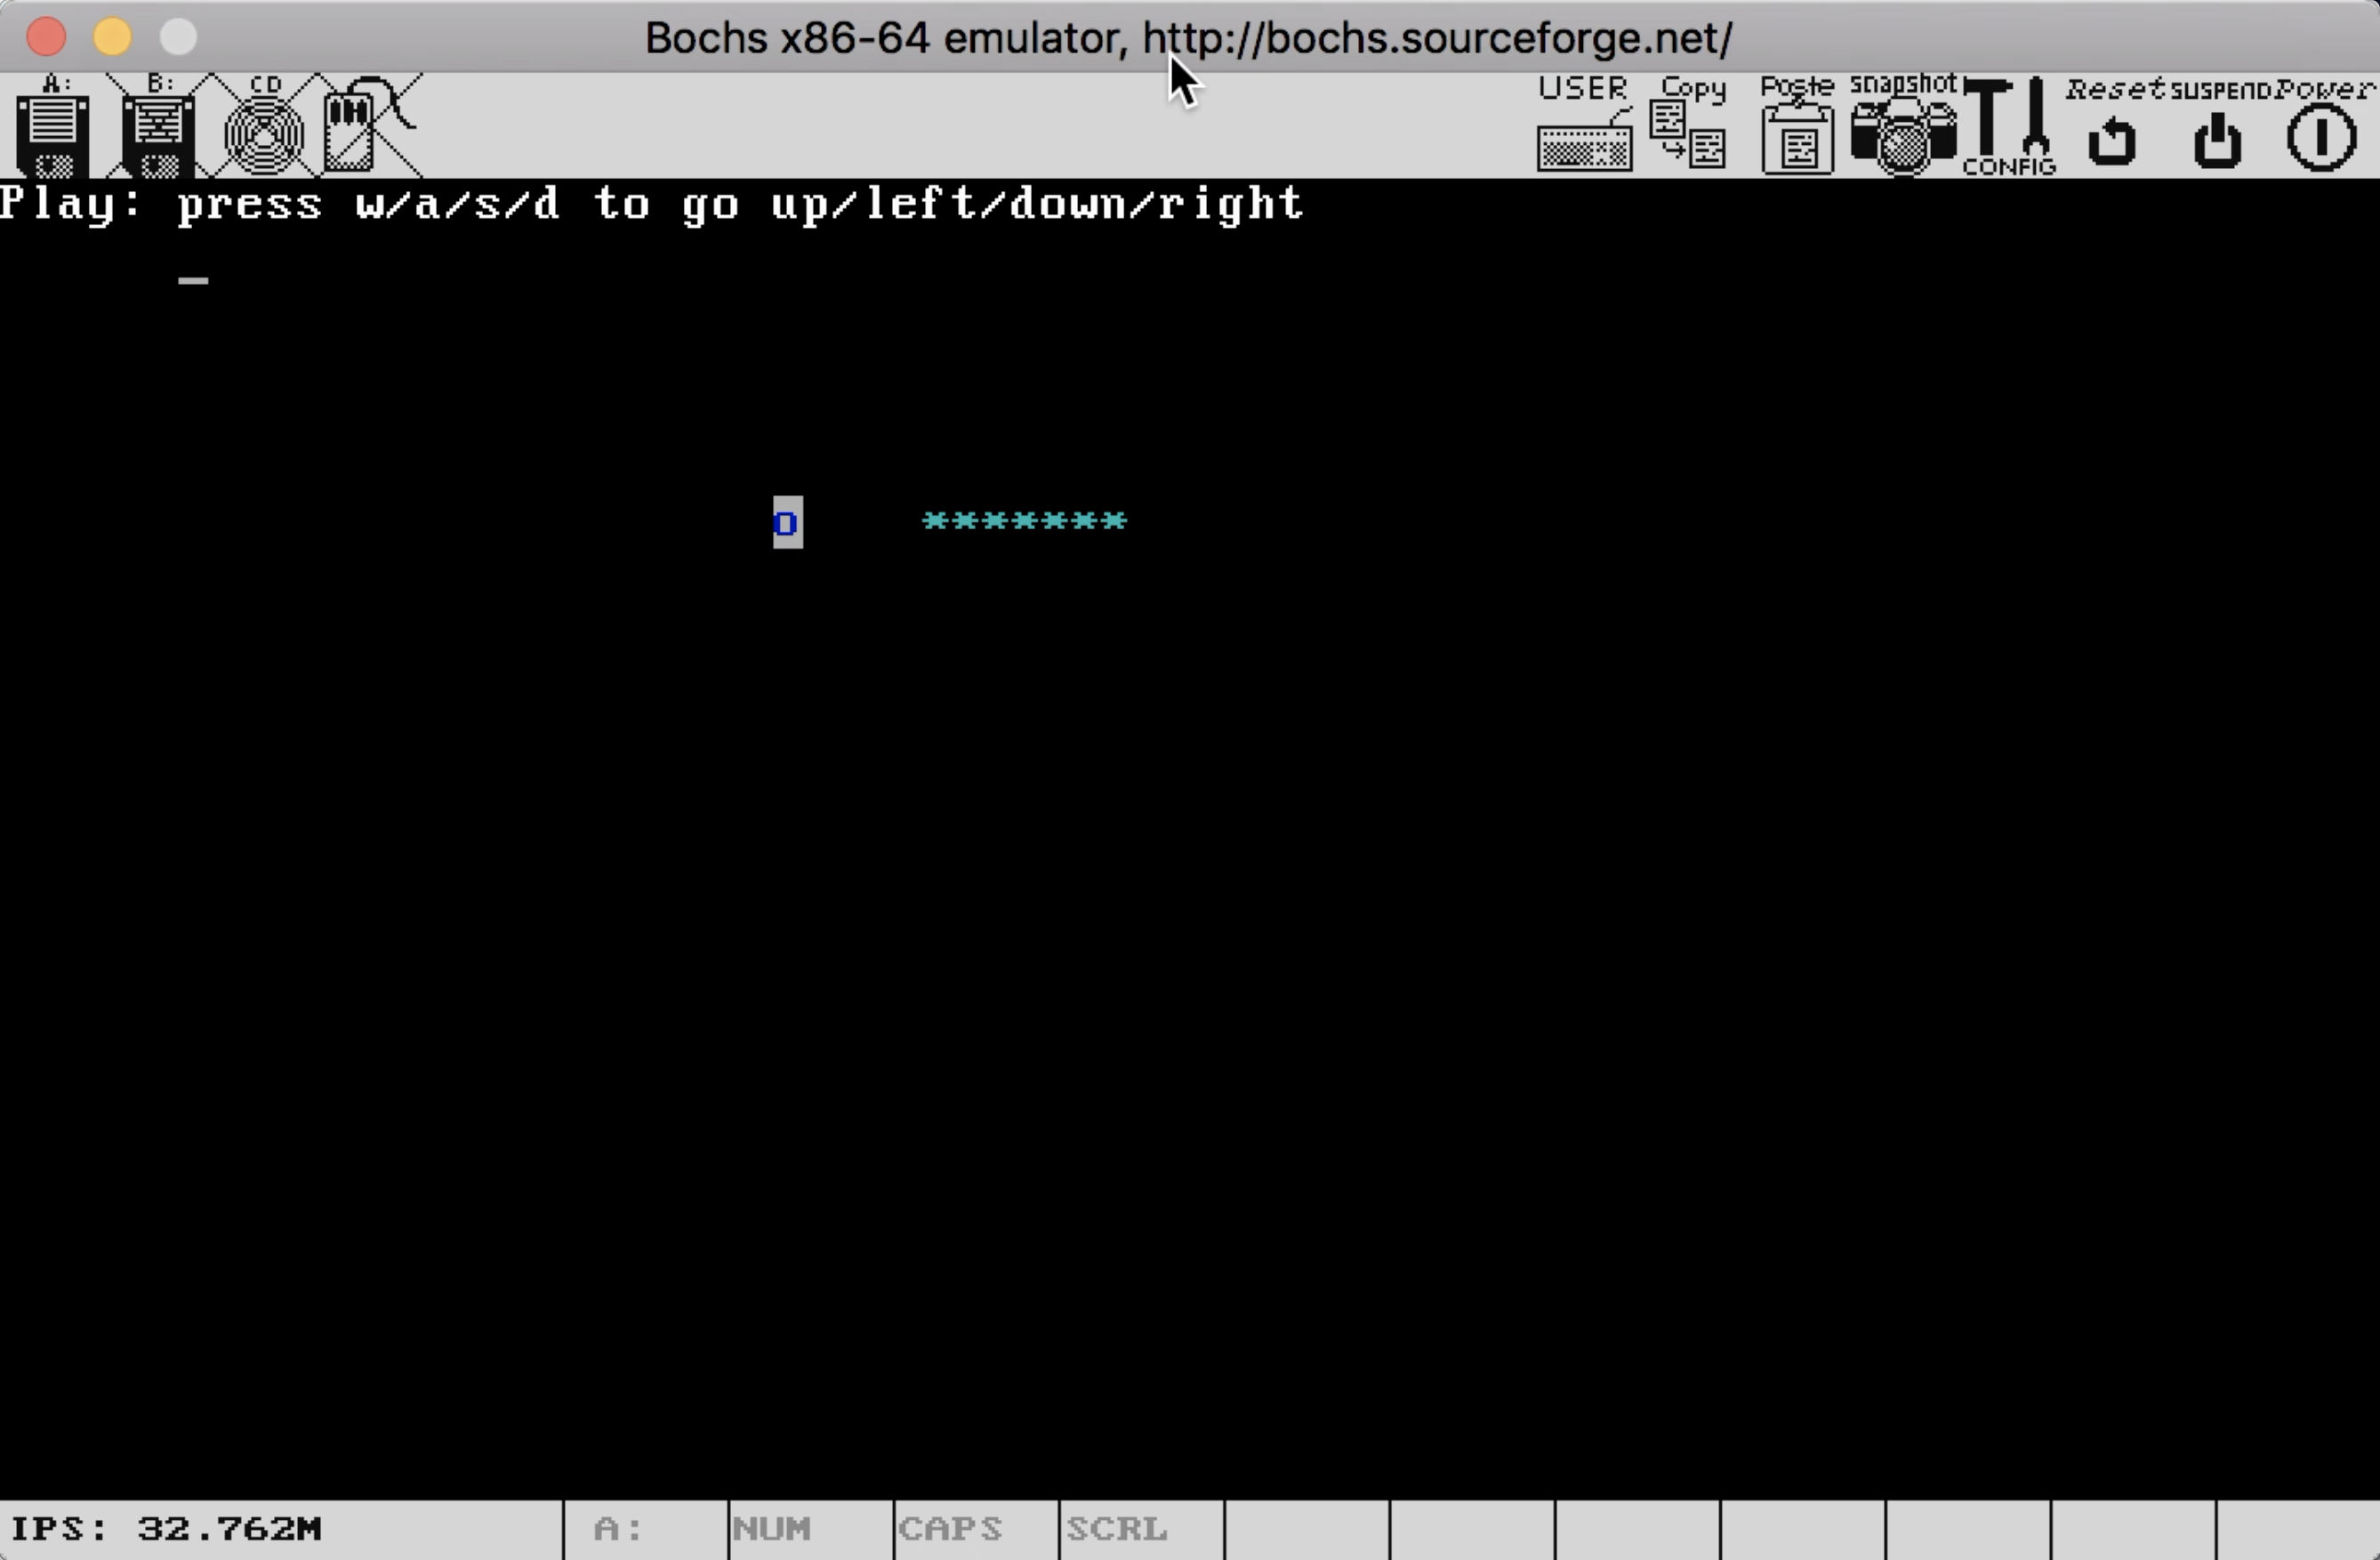 Bochs x86-64 emulator, http://bochs.sourceforge.net/
A: B: CD USER Copy Paste snapshot CONFIG Reset SUSPEND Power
Play: press w/a/s/d to go up/left/down/right
_
o *******
IPS: 32.762M A: NUM CAPS SCRL